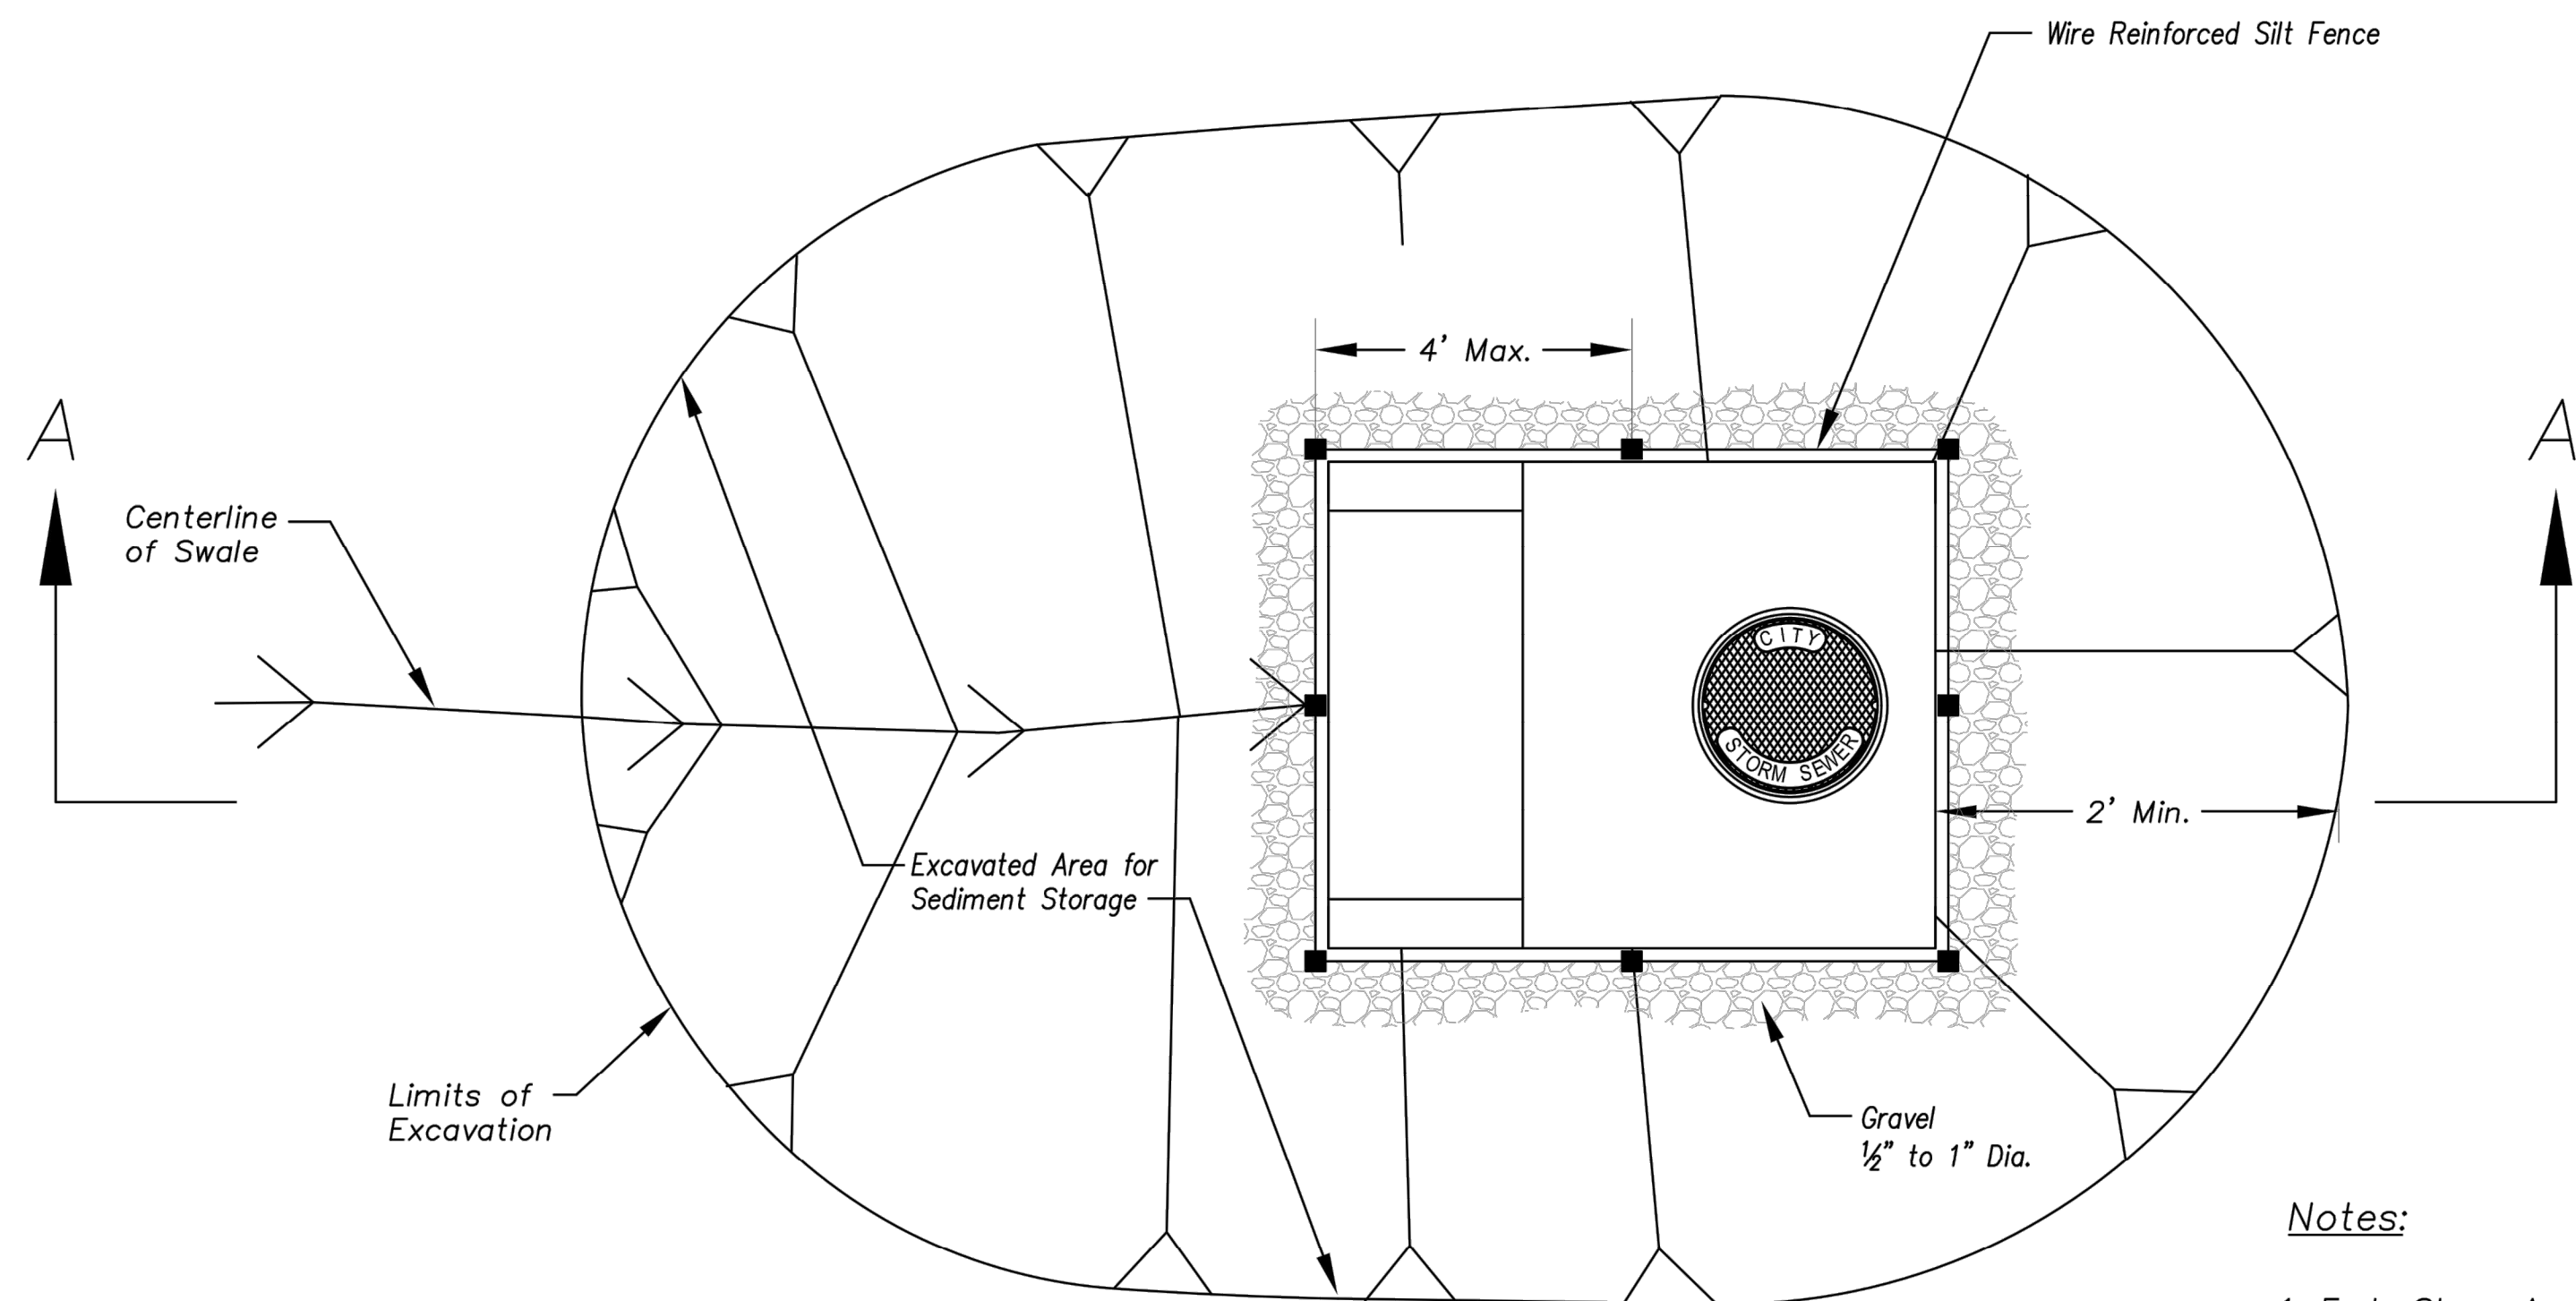 Wire Reinforced Silt Fence
4' Max.
A
A
Centerline
of Swale
CITY
STORM SEWER
2' Min.
Excavated Area for
Sediment Storage
Limits of
Excavation
Gravel
½" to 1" Dia.
Notes: